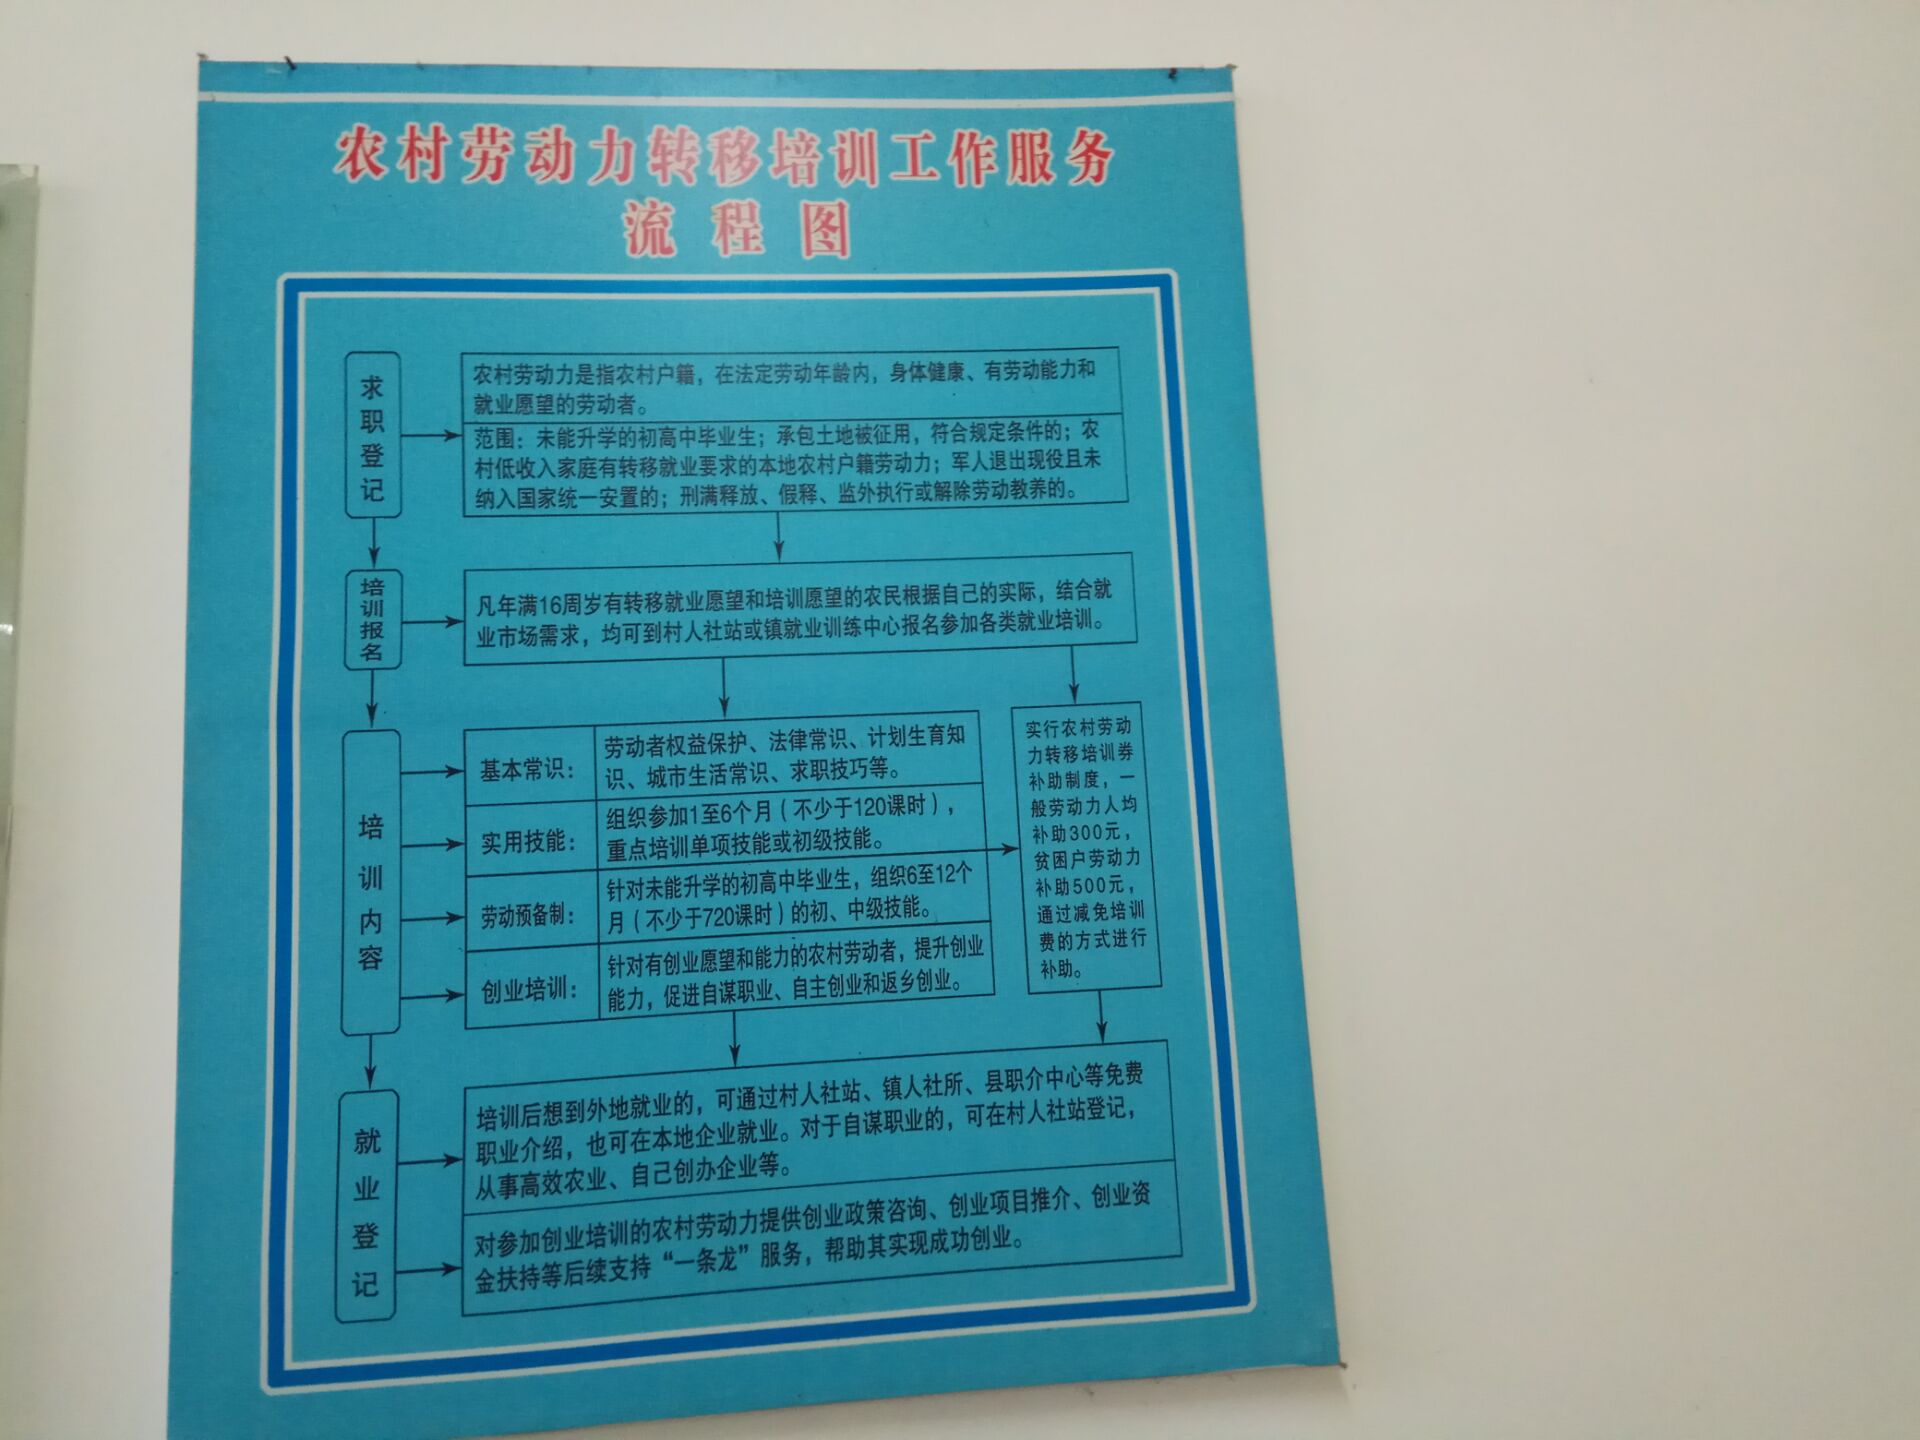 农村劳动力转移培训工作服务
流程图
求职登记
农村劳动力是指农村户籍，在法定劳动年龄内，身体健康、有劳动能力和
就业愿望的劳动者。
范围：未能升学的初高中毕业生；承包土地被征用，符合规定条件的；农
村低收入家庭有转移就业要求的本地农村户籍劳动力；军人退出现役且未
纳入国家统一安置的；刑满释放、假释、监外执行或解除劳动教养的。
培训报名
凡年满16周岁有转移就业愿望和培训愿望的农民根据自己的实际，结合就
业市场需求，均可到村人社站或镇就业训练中心报名参加各类就业培训。
培训内容
基本常识：
劳动者权益保护、法律常识、计划生育知
识、城市生活常识、求职技巧等。
实用技能：
组织参加1至6个月（不少于120课时），
重点培训单项技能或初级技能。
劳动预备制：
针对未能升学的初高中毕业生，组织6至12个
月（不少于720课时）的初、中级技能。
创业培训：
针对有创业愿望和能力的农村劳动者，提升创业
能力，促进自谋职业、自主创业和返乡创业。
实行农村劳动
力转移培训券
补助制度，一
般劳动力人均
补助300元，
贫困户劳动力
补助500元，
通过减免培训
费的方式进行
补助。
就业登记
培训后想到外地就业的，可通过村人社站、镇人社所、县职介中心等免费
职业介绍，也可在本地企业就业。对于自谋职业的，可在村人社站登记，
从事高效农业、自己创办企业等。
对参加创业培训的农村劳动力提供创业政策咨询、创业项目推介、创业资
金扶持等后续支持“一条龙”服务，帮助其实现成功创业。